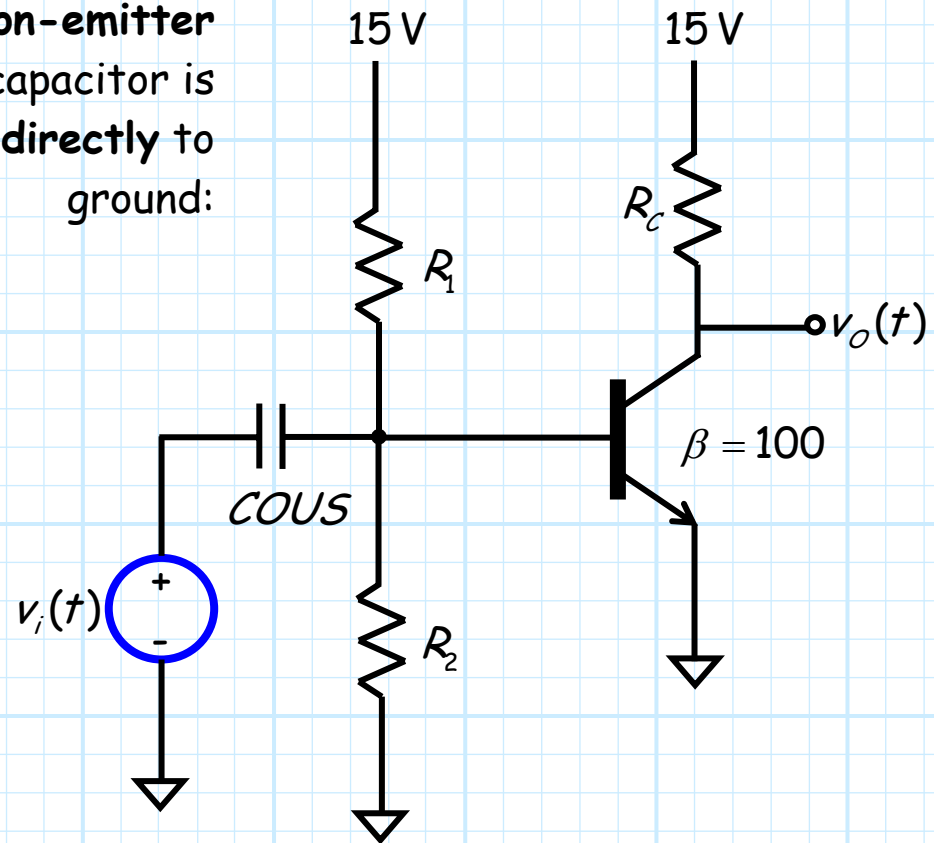 on-emitter
capacitor is
directly to
ground:
15 V
15 V
R_C
R_1
v_O(t)
β = 100
COUS
v_i(t)
+
-
R_2